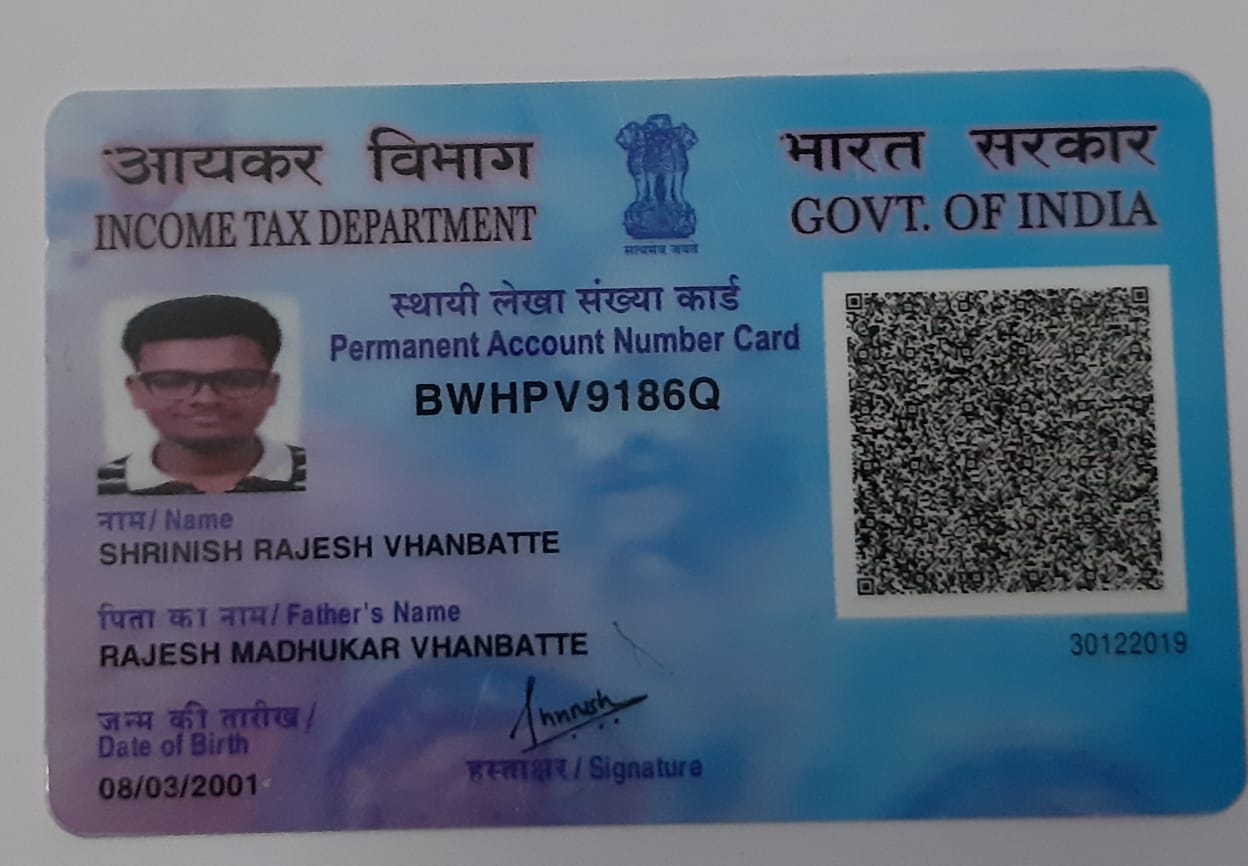 आयकर विभाग
INCOME TAX DEPARTMENT
सत्यमेव जयते
भारत सरकार
GOVT. OF INDIA
स्थायी लेखा संख्या कार्ड
Permanent Account Number Card
BWHPV9186Q
नाम / Name
SHRINISH RAJESH VHANBATTE
पिता का नाम / Father's Name
RAJESH MADHUKAR VHANBATTE
30122019
जन्म की तारीख /
Date of Birth
08/03/2001
Shrinish
हस्ताक्षर / Signature